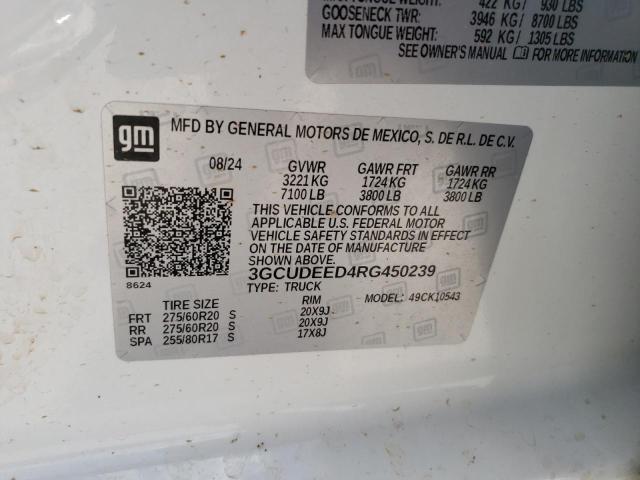 422 KG/ 930 LBS
GOOSENECK TWR: 3946 KG/ 8700 LBS
MAX TONGUE WEIGHT: 592 KG/ 1305 LBS
SEE OWNER'S MANUAL FOR MORE INFORMATION
gm
MFD BY GENERAL MOTORS DE MEXICO, S. DE R.L. DE C.V.
08/24 GVWR GAWR FRT GAWR RR
3221 KG 1724 KG 1724 KG
7100 LB 3800 LB 3800 LB
THIS VEHICLE CONFORMS TO ALL
APPLICABLE U.S. FEDERAL MOTOR
VEHICLE SAFETY STANDARDS IN EFFECT
ON THE DATE OF MANUFACTURE
SHOWN ABOVE.
8624
3GCUDEED4RG450239
TYPE: TRUCK MODEL: 49CK10543
TIRE SIZE RIM
FRT 275/60R20 S 20X9J
RR 275/60R20 S 20X9J
SPA 255/80R17 S 17X8J